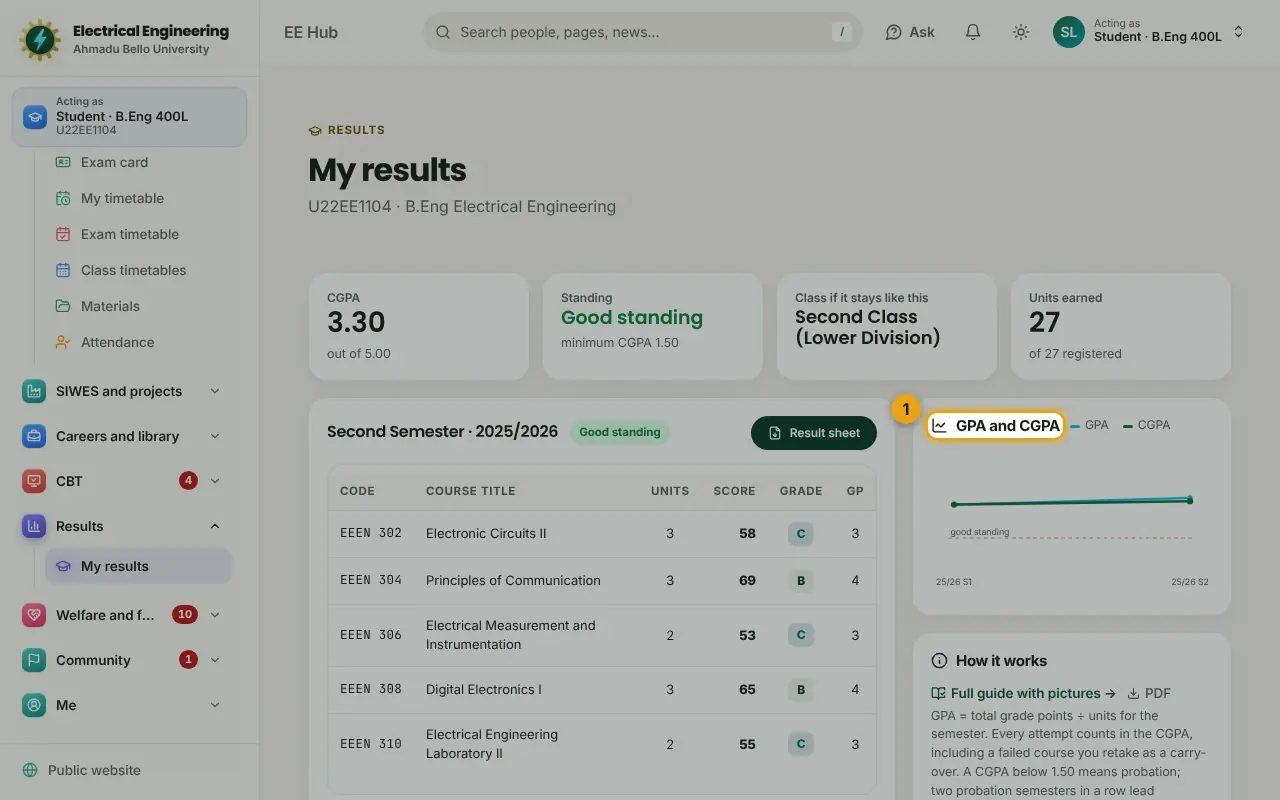 Electrical Engineering
Ahmadu Bello University
EE Hub
Search people, pages, news...
/
Ask
SL
Acting as
Student · B.Eng 400L
Acting as
Student · B.Eng 400L
U22EE1104
Exam card
My timetable
Exam timetable
Class timetables
Materials
Attendance
SIWES and projects
Careers and library
CBT
4
Results
My results
Welfare and f...
10
Community
1
Me
Public website
RESULTS
My results
U22EE1104 · B.Eng Electrical Engineering
CGPA
3.30
out of 5.00
Standing
Good standing
minimum CGPA 1.50
Class if it stays like this
Second Class
(Lower Division)
Units earned
27
of 27 registered
Second Semester · 2025/2026
Good standing
Result sheet
CODE COURSE TITLE UNITS SCORE GRADE GP
EEEN 302 Electronic Circuits II 3 58 C 3
EEEN 304 Principles of Communication 3 69 B 4
EEEN 306 Electrical Measurement and Instrumentation 2 53 C 3
EEEN 308 Digital Electronics I 3 65 B 4
EEEN 310 Electrical Engineering Laboratory II 2 55 C 3
1
GPA and CGPA
GPA
CGPA
good standing
25/26 S1
25/26 S2
How it works
Full guide with pictures →
PDF
GPA = total grade points ÷ units for the
semester. Every attempt counts in the CGPA,
including a failed course you retake as a carry-
over. A CGPA below 1.50 means probation;
two probation semesters in a row lead